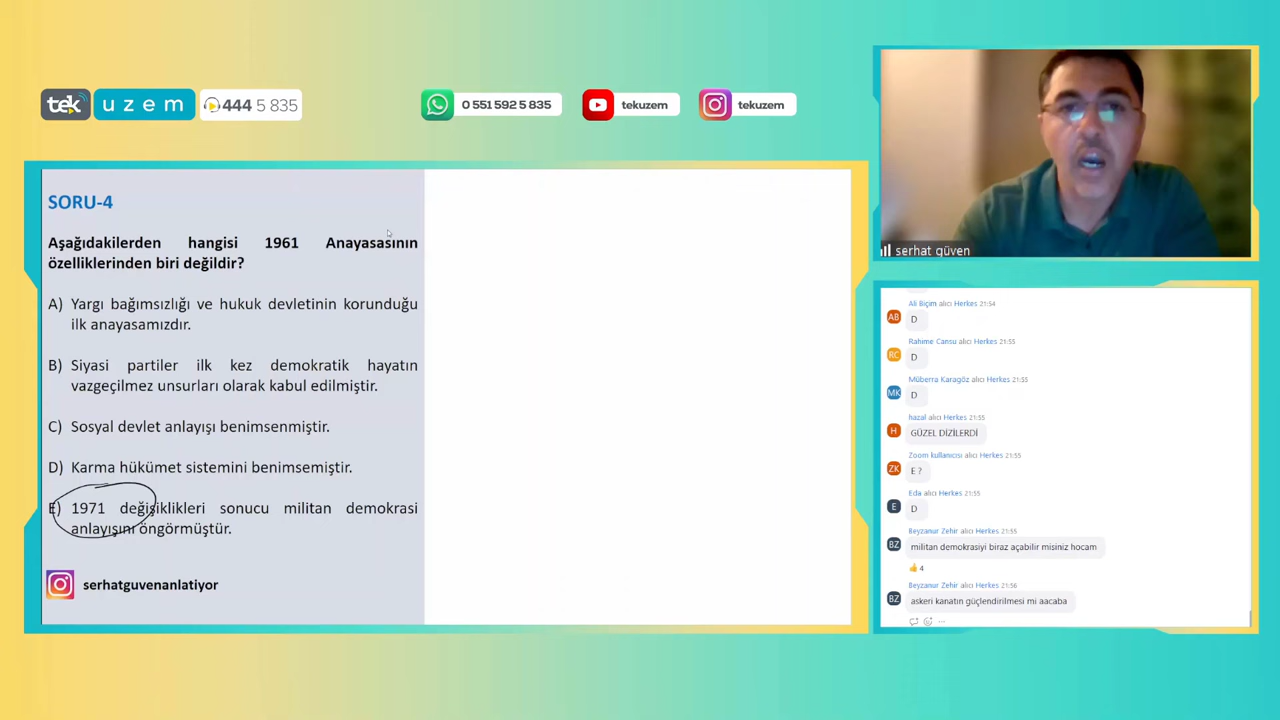 tek
uzem
444 5 835
0 551 592 5 835
tekuzem
tekuzem
SORU-4
Aşağıdakilerden hangisi 1961 Anayasasının
özelliklerinden biri değildir?
A) Yargı bağımsızlığı ve hukuk devletinin korunduğu
ilk anayasamızdır.
B) Siyasi partiler ilk kez demokratik hayatın
vazgeçilmez unsurları olarak kabul edilmiştir.
C) Sosyal devlet anlayışı benimsenmiştir.
D) Karma hükümet sistemini benimsemiştir.
E) 1971 değişiklikleri sonucu militan demokrasi
anlayışını öngörmüştür.
serhatguvenanlatiyor
serhat güven
Ali Biçim alıcı Herkes 21:54
AB
D
Rahime Cansu alıcı Herkes 21:55
RC
D
Müberra Karagöz alıcı Herkes 21:55
MK
D
hazal alıcı Herkes 21:55
H
GÜZEL DİZİLERDİ
Zoom kullanıcısı alıcı Herkes 21:55
ZK
E ?
Eda alıcı Herkes 21:55
E
D
Beyzanur Zehir alıcı Herkes 21:55
BZ
militan demokrasiyi biraz açabilir misiniz hocam
4
Beyzanur Zehir alıcı Herkes 21:56
BZ
askeri kanatın güçlendirilmesi mi aacaba